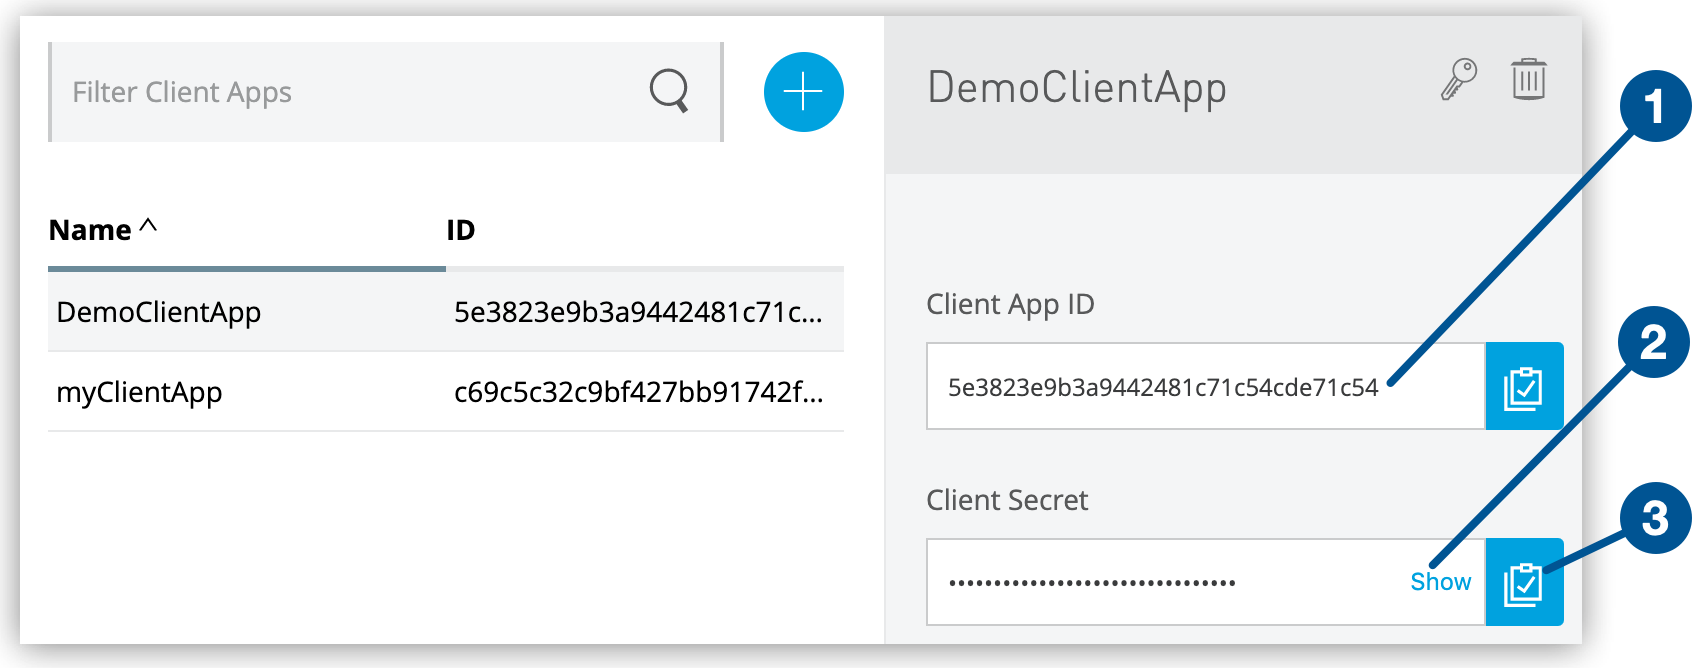 Filter Client Apps
Name ID
DemoClientApp 5e3823e9b3a9442481c71c...
myClientApp c69c5c32c9bf427bb91742f...
DemoClientApp
1
Client App ID
5e3823e9b3a9442481c71c54cde71c54
2
Client Secret
••••••••••••••••••••••••••••••••
Show
3